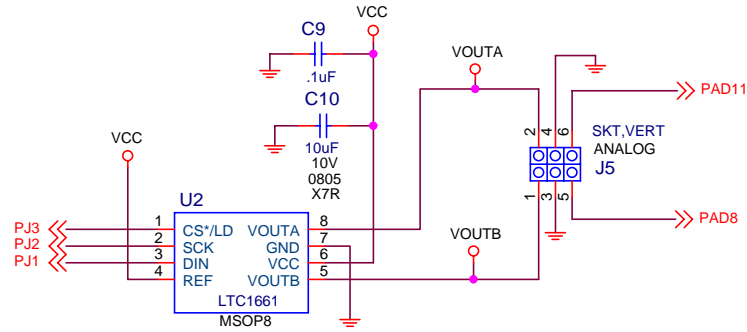 VCC
C9
.1uF
C10
10uF
10V
0805
X7R
VCC
VOUTA
2 4 6
SKT,VERT
ANALOG
J5
1 3 5
PAD11
PAD8
U2
PJ3 1 CS*/LD VOUTA 8
PJ2 2 SCK GND 7
PJ1 3 DIN VCC 6
4 REF VOUTB 5
LTC1661
MSOP8
VOUTB